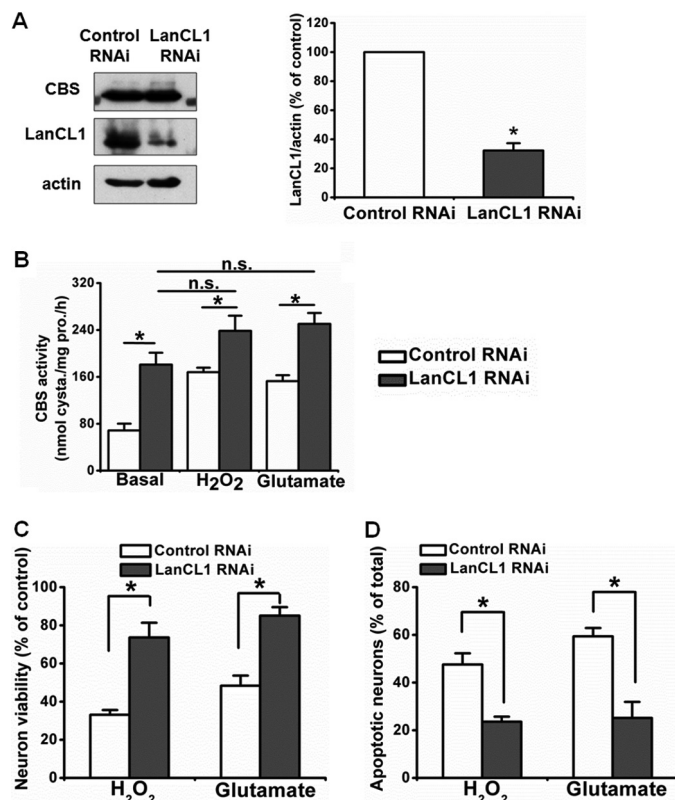 A
Control LanCL1
RNAi RNAi
CBS
LanCL1
actin
LanCL1/actin (% of control)
120
100
80
60
40
20
0
*
Control RNAi LanCL1 RNAi
B
CBS activity
(nmol cysta./mg pro./h)
320
240
160
80
0
n.s.
n.s.
* * *
Basal H2O2 Glutamate
Control RNAi
LanCL1 RNAi
C
Control RNAi
LanCL1 RNAi
Neuron viability (% of control)
100
80
60
40
20
0
* *
H2O2 Glutamate
D
Control RNAi
LanCL1 RNAi
Apoptotic neurons (% of total)
80
60
40
20
0
* *
H2O2 Glutamate